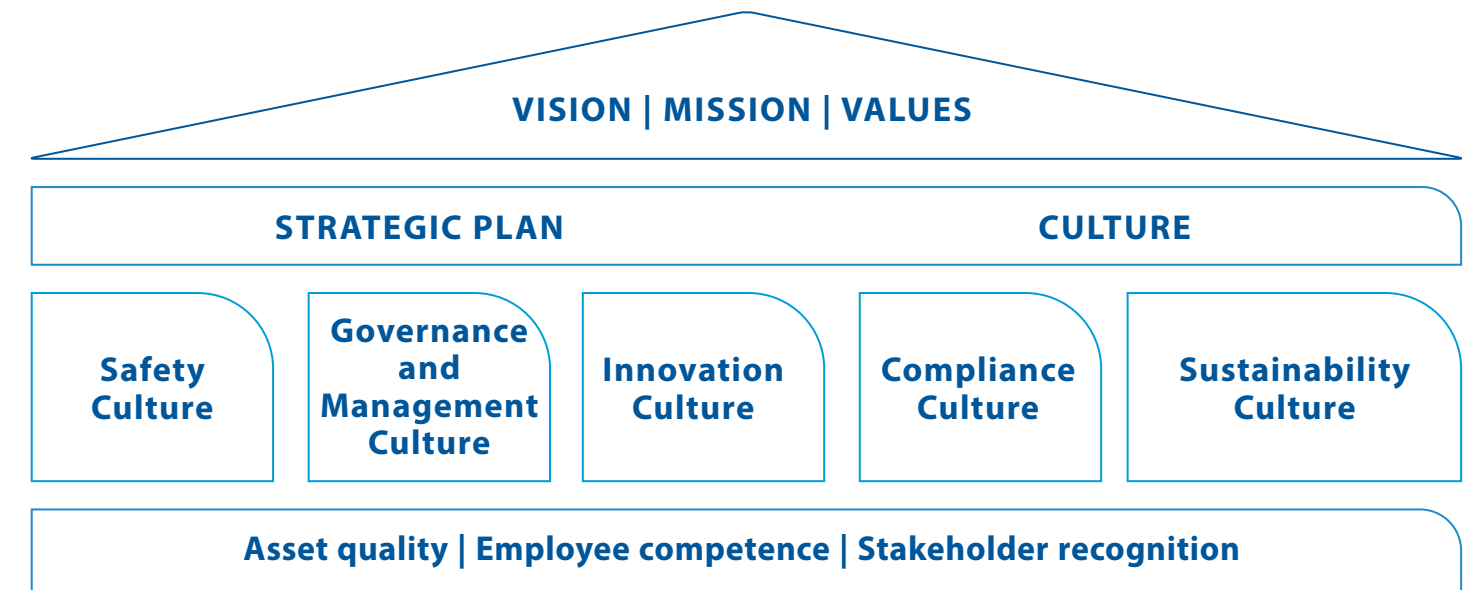 VISION | MISSION | VALUES
STRATEGIC PLAN CULTURE
Safety
Culture
Governance
and
Management
Culture
Innovation
Culture
Compliance
Culture
Sustainability
Culture
Asset quality | Employee competence | Stakeholder recognition